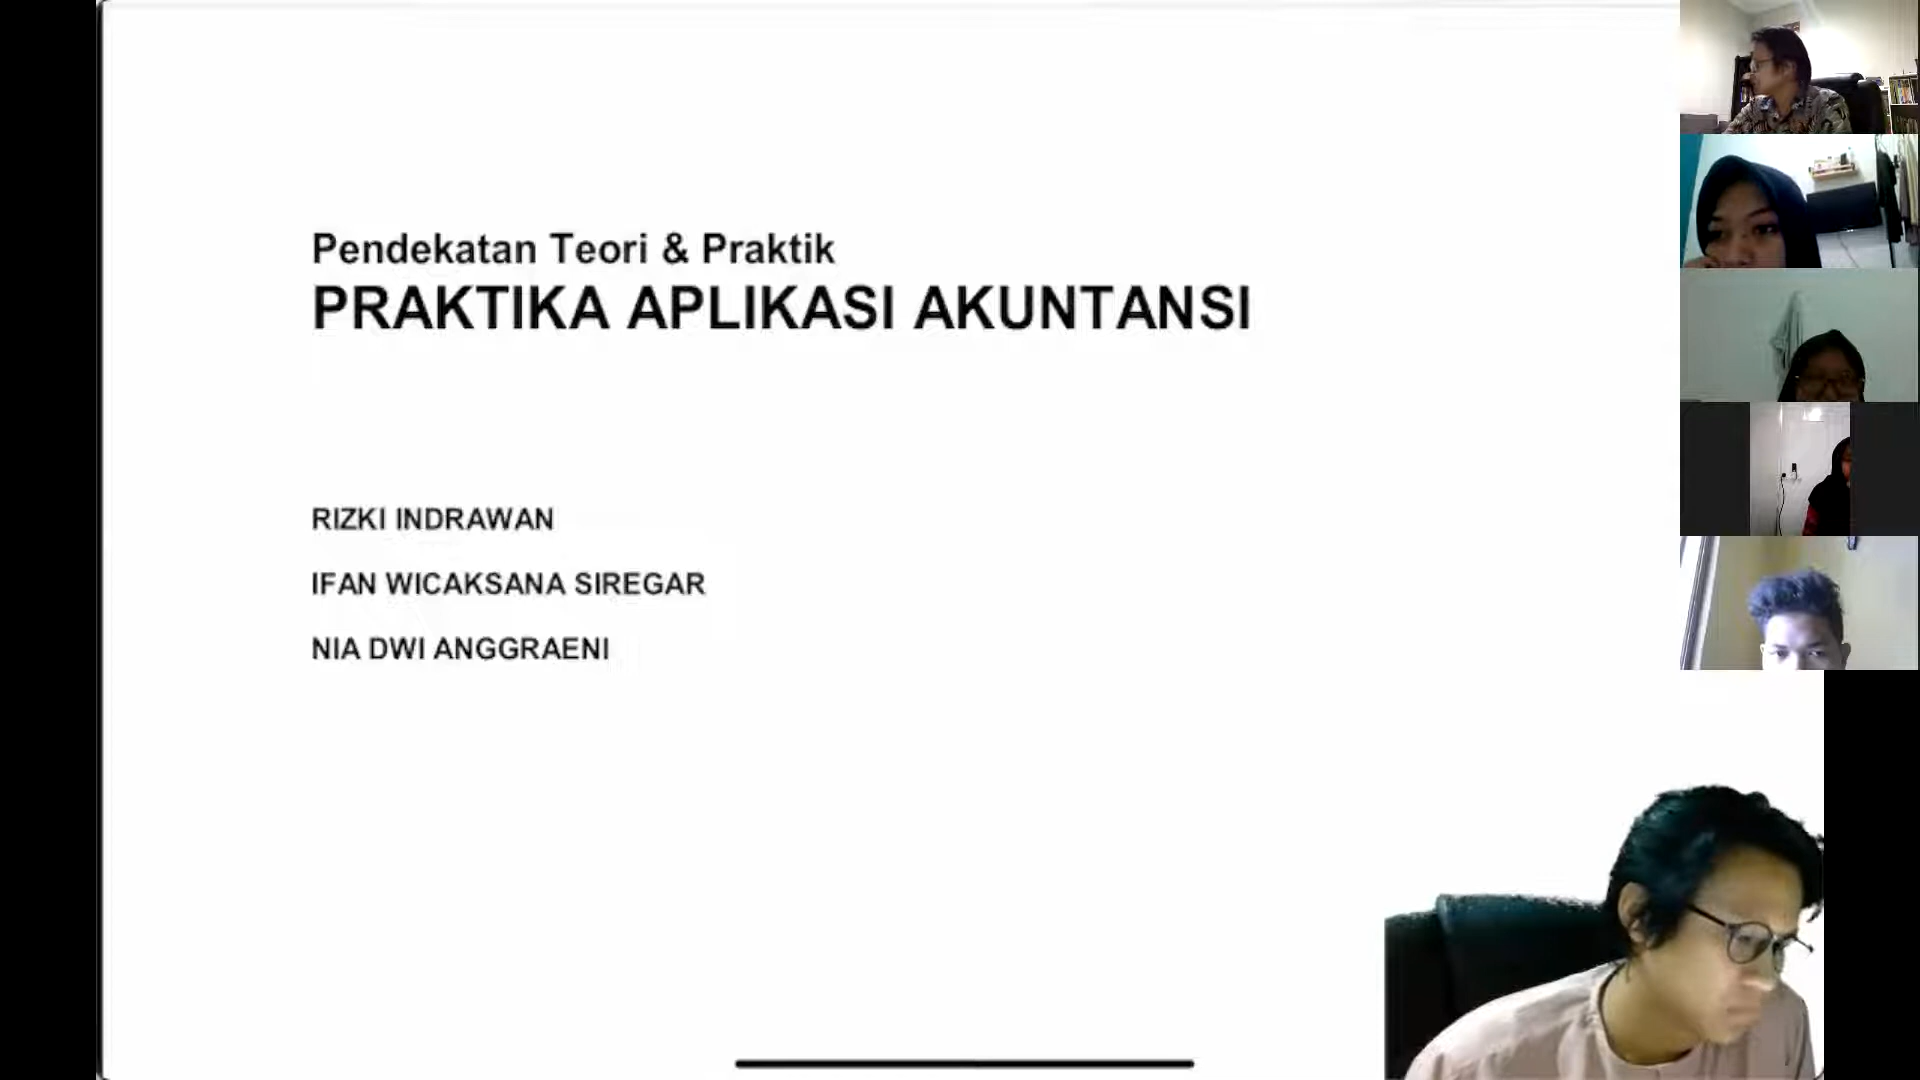 Pendekatan Teori & Praktik
PRAKTIKA APLIKASI AKUNTANSI
RIZKI INDRAWAN
IFAN WICAKSANA SIREGAR
NIA DWI ANGGRAENI